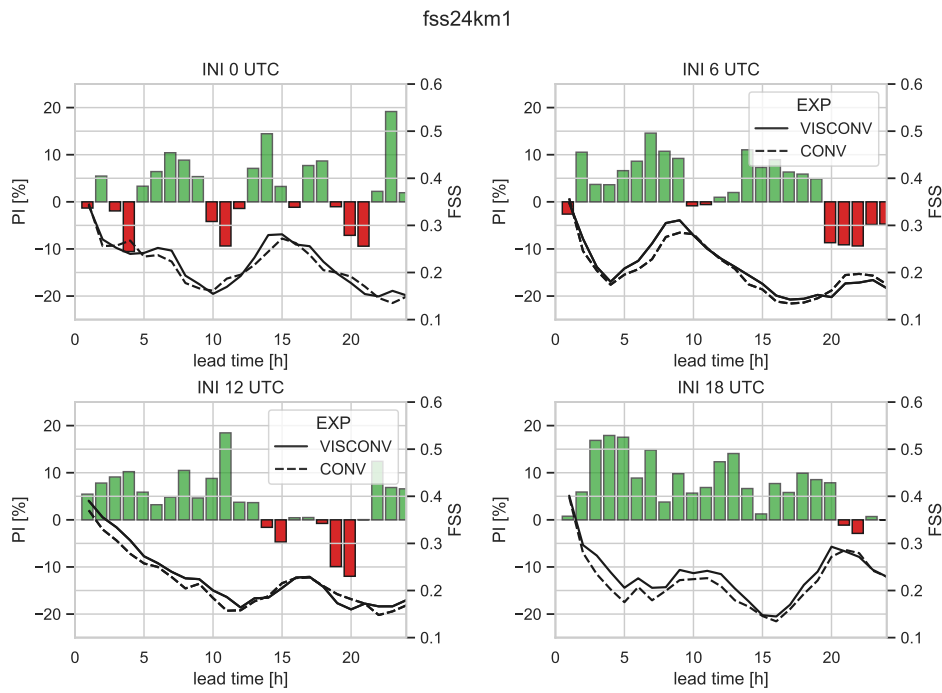 fss24km1
INI 0 UTC
PI [%]
20
10
0
−10
−20
0.6
0.5
0.4
0.3
0.2
0.1
FSS
0
5
10
15
20
lead time [h]
INI 6 UTC
PI [%]
20
10
0
−10
−20
EXP
VISCONV
CONV
0.6
0.5
0.4
0.3
0.2
0.1
FSS
0
5
10
15
20
lead time [h]
INI 12 UTC
PI [%]
20
10
0
−10
−20
EXP
VISCONV
CONV
0.6
0.5
0.4
0.3
0.2
0.1
FSS
0
5
10
15
20
lead time [h]
INI 18 UTC
PI [%]
20
10
0
−10
−20
0.6
0.5
0.4
0.3
0.2
0.1
FSS
0
5
10
15
20
lead time [h]